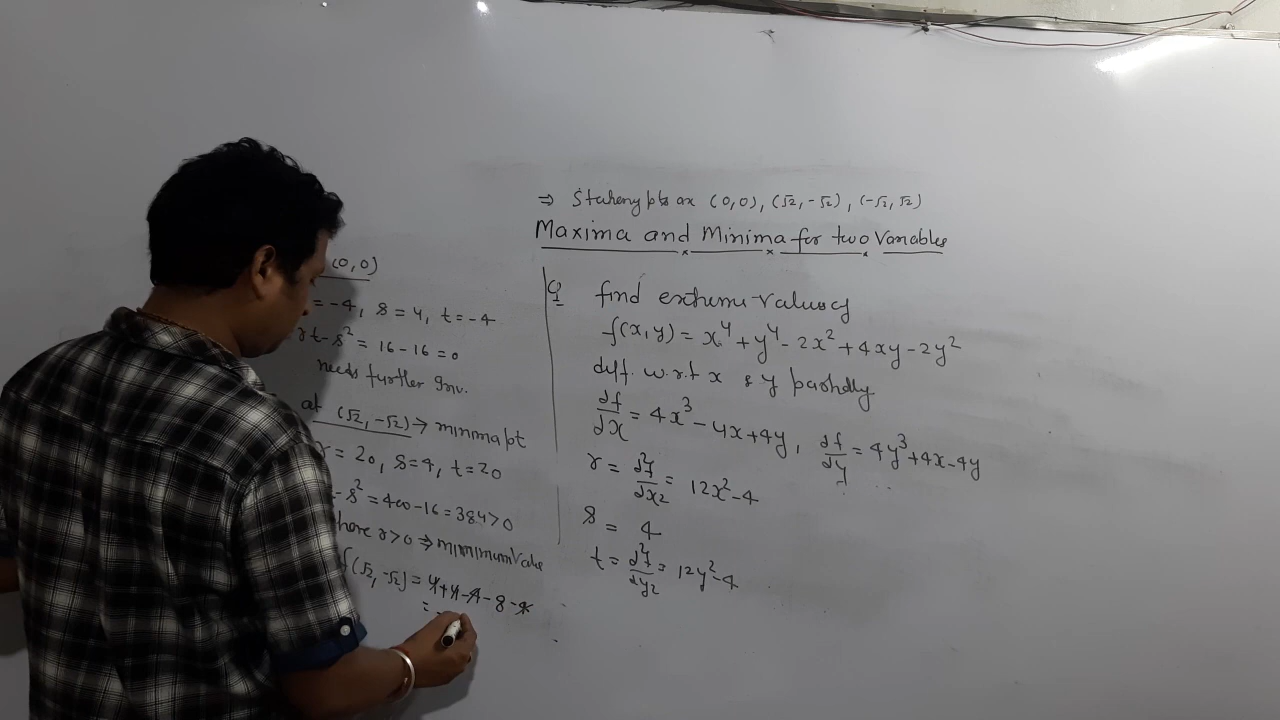 ⇒ Stationary pts are (0,0), (√2,-√2), (-√2,√2)
Maxima and Minima for two Variables
(0,0)
= -4, s = 4, t = -4
rt - s² = 16 - 16 = 0
needs further Inv.
at (√2,-√2) → minima pt
r = 20, s = 4, t = 20
- s² = 400 - 16 = 384 > 0
here r > 0 ⇒ minimum Value
f(√2,-√2) = 4 + 4 - 4 - 8 - 4
= -
Q find extreme values of
f(x,y) = x⁴ + y⁴ - 2x² + 4xy - 2y²
diff. w.r.t x & y partially
∂f/∂x = 4x³ - 4x + 4y, ∂f/∂y = 4y³ + 4x - 4y
r = ∂²f/∂x² = 12x² - 4
s = 4
t = ∂²f/∂y² = 12y² - 4